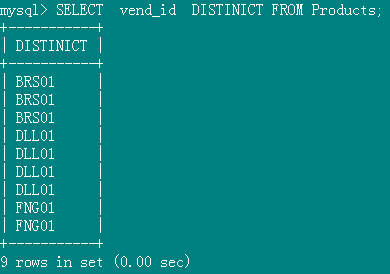 mysql> SELECT  vend_id  DISTINICT FROM Products;
+-----------+
| DISTINICT |
+-----------+
| BRS01     |
| BRS01     |
| BRS01     |
| DLL01     |
| DLL01     |
| DLL01     |
| DLL01     |
| FNG01     |
| FNG01     |
+-----------+
9 rows in set (0.00 sec)